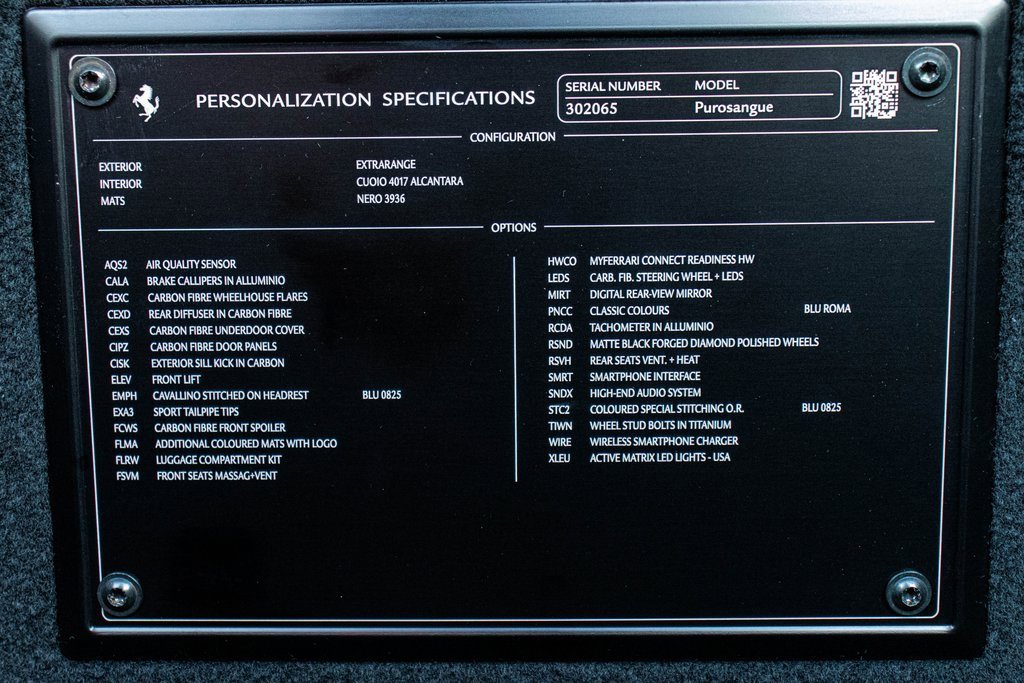 PERSONALIZATION SPECIFICATIONS
SERIAL NUMBER MODEL
302065 Purosangue
CONFIGURATION
EXTERIOR EXTRARANGE
INTERIOR CUOIO 4017 ALCANTARA
MATS NERO 3936
OPTIONS
AQS2 AIR QUALITY SENSOR
CALA BRAKE CALLIPERS IN ALLUMINIO
CEXC CARBON FIBRE WHEELHOUSE FLARES
CEXD REAR DIFFUSER IN CARBON FIBRE
CEXS CARBON FIBRE UNDERDOOR COVER
CIPZ CARBON FIBRE DOOR PANELS
CISK EXTERIOR SILL KICK IN CARBON
ELEV FRONT LIFT
EMPH CAVALLINO STITCHED ON HEADREST BLU 0825
EXA3 SPORT TAILPIPE TIPS
FCWS CARBON FIBRE FRONT SPOILER
FLMA ADDITIONAL COLOURED MATS WITH LOGO
FLRW LUGGAGE COMPARTMENT KIT
FSVM FRONT SEATS MASSAG+VENT
HWCO MYFERRARI CONNECT READINESS HW
LEDS CARB. FIB. STEERING WHEEL + LEDS
MIRT DIGITAL REAR-VIEW MIRROR
PNCC CLASSIC COLOURS BLU ROMA
RCDA TACHOMETER IN ALLUMINIO
RSND MATTE BLACK FORGED DIAMOND POLISHED WHEELS
RSVH REAR SEATS VENT. + HEAT
SMRT SMARTPHONE INTERFACE
SNDX HIGH-END AUDIO SYSTEM
STC2 COLOURED SPECIAL STITCHING O.R. BLU 0825
TIWN WHEEL STUD BOLTS IN TITANIUM
WIRE WIRELESS SMARTPHONE CHARGER
XLEU ACTIVE MATRIX LED LIGHTS - USA